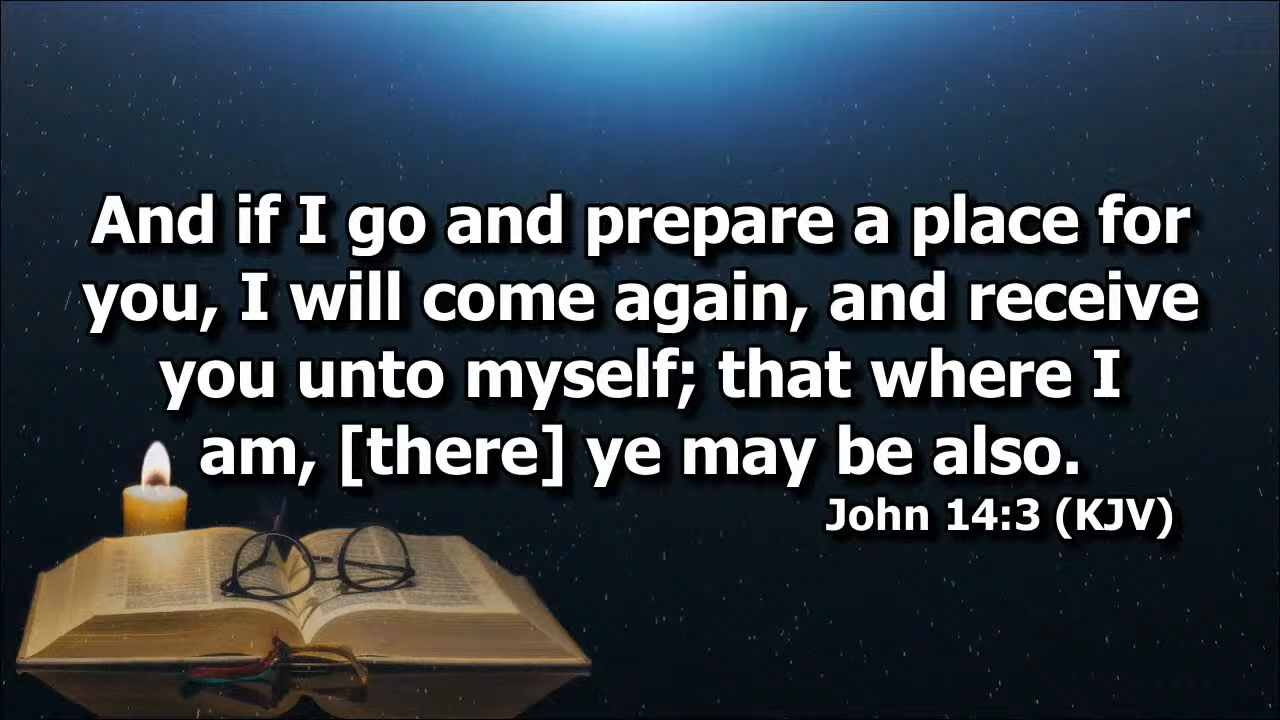 And if I go and prepare a place for
you, I will come again, and receive
you unto myself; that where I
am, [there] ye may be also.
John 14:3 (KJV)